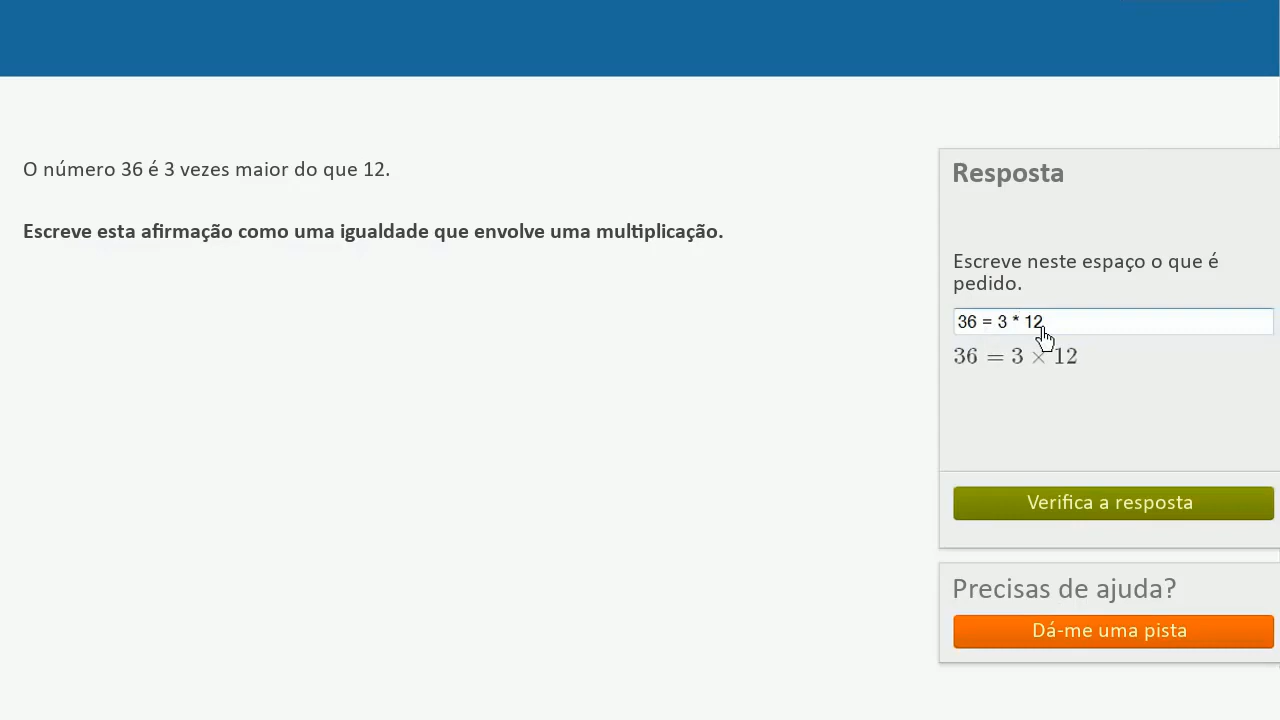 O número 36 é 3 vezes maior do que 12.
Escreve esta afirmação como uma igualdade que envolve uma multiplicação.
Resposta
Escreve neste espaço o que é
pedido.
36 = 3 * 12
36 = 3 × 12
Verifica a resposta
Precisas de ajuda?
Dá-me uma pista